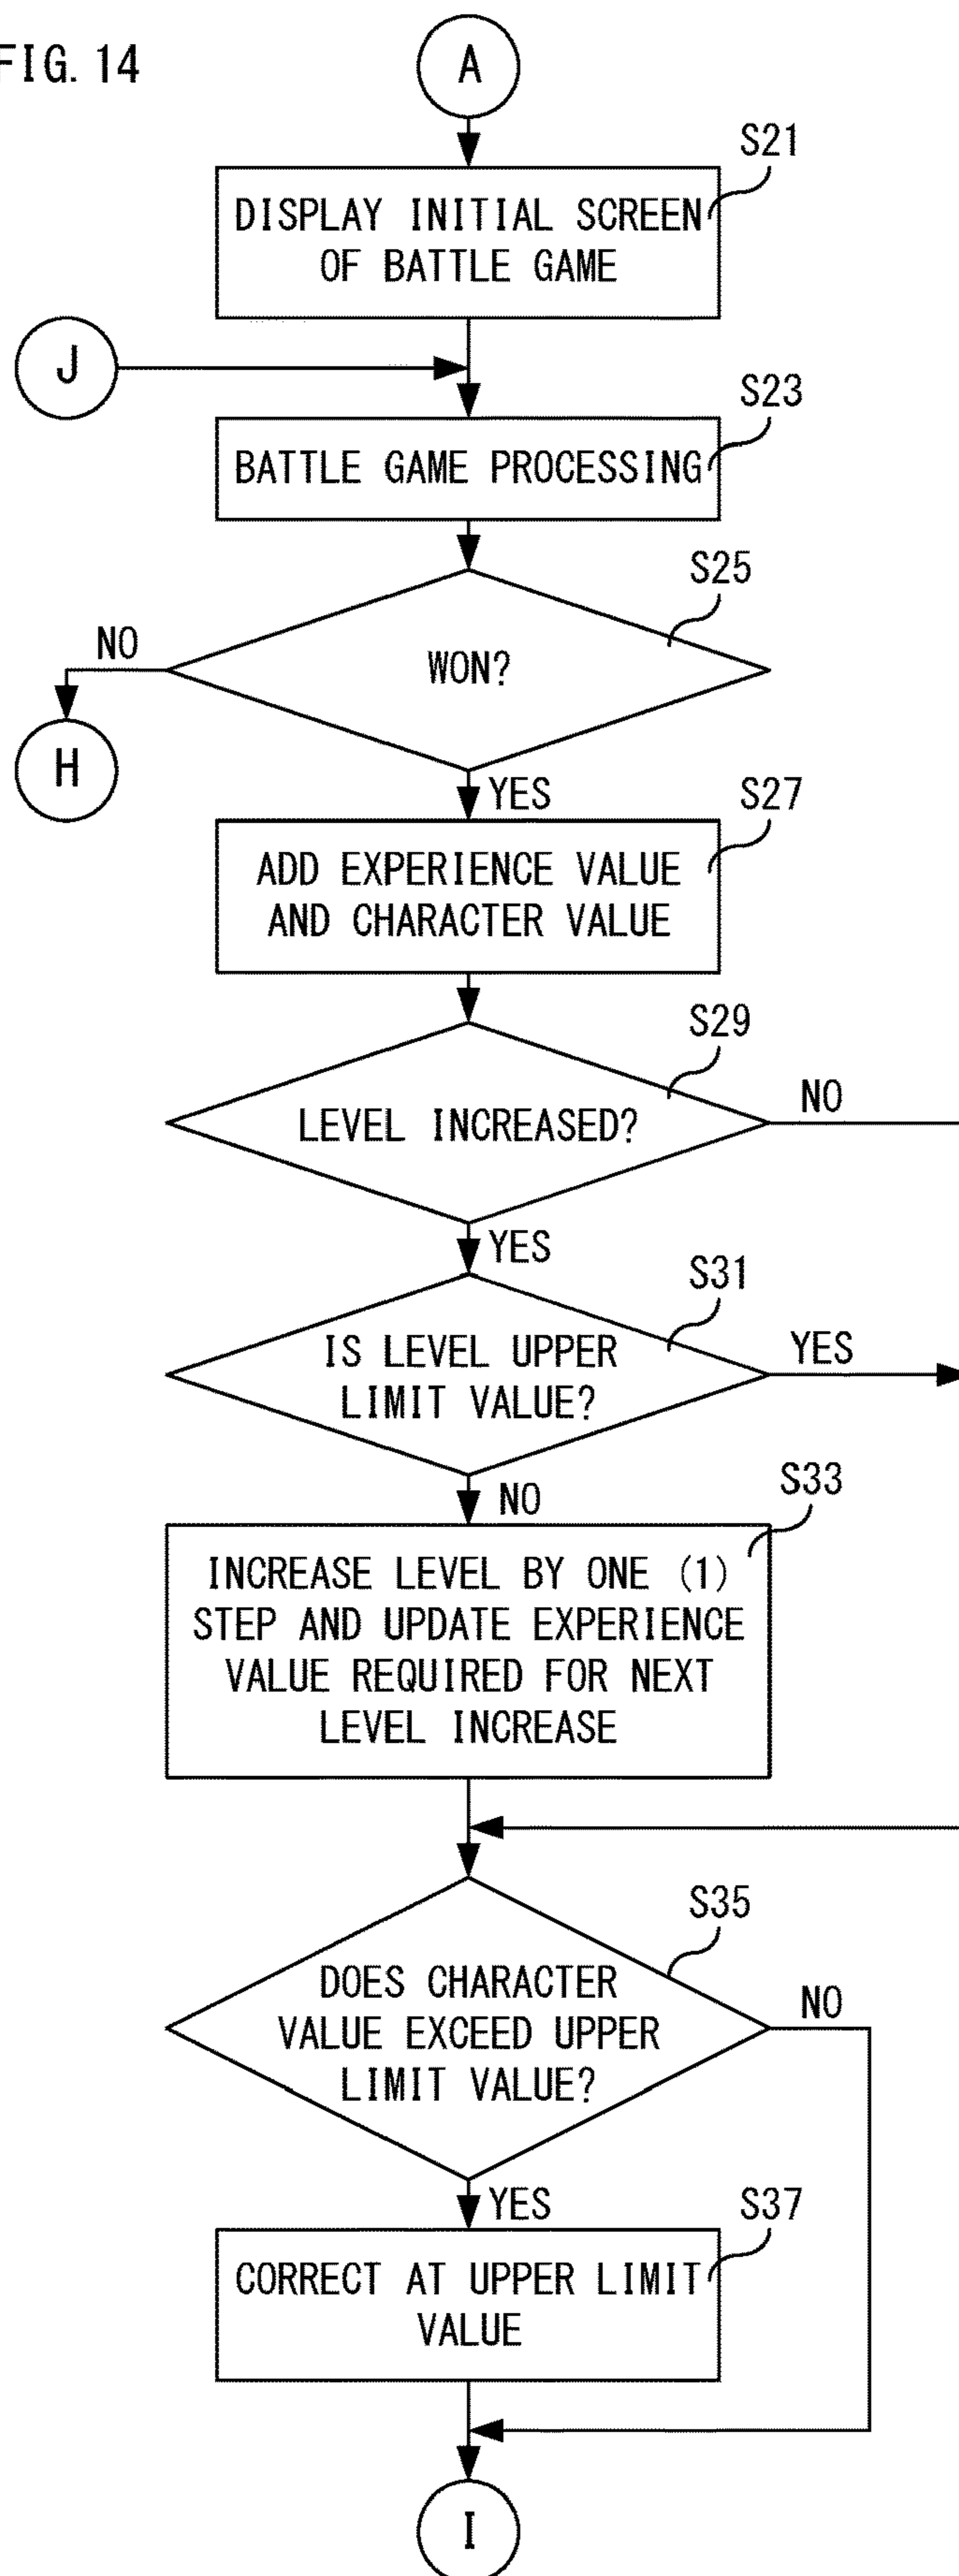 FIG. 14
A
S21
DISPLAY INITIAL SCREEN
OF BATTLE GAME
J
S23
BATTLE GAME PROCESSING
S25
NO
WON?
H
YES
S27
ADD EXPERIENCE VALUE
AND CHARACTER VALUE
S29
NO
LEVEL INCREASED?
YES
S31
IS LEVEL UPPER
LIMIT VALUE?
YES
NO
S33
INCREASE LEVEL BY ONE (1)
STEP AND UPDATE EXPERIENCE
VALUE REQUIRED FOR NEXT
LEVEL INCREASE
S35
DOES CHARACTER
VALUE EXCEED UPPER
LIMIT VALUE?
NO
YES
S37
CORRECT AT UPPER LIMIT
VALUE
I